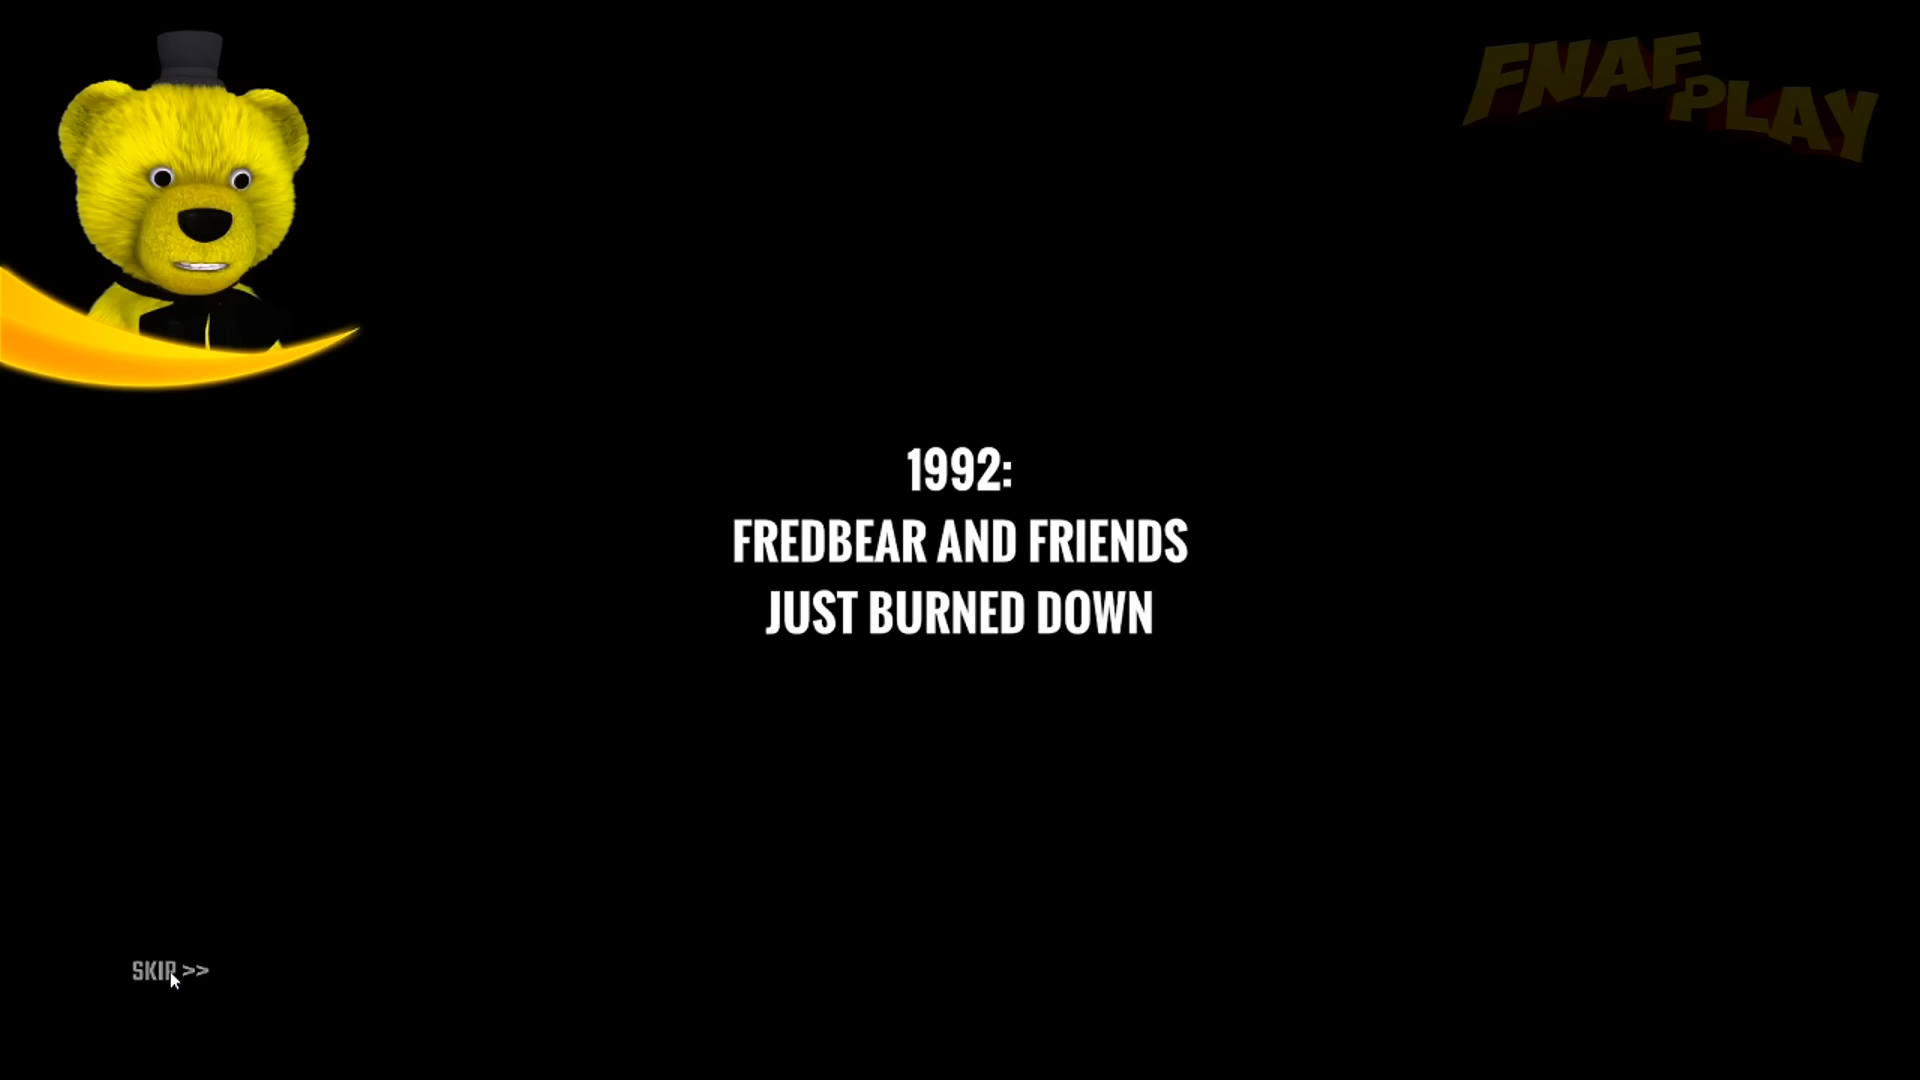 FNAF
PLAY
1992:
FREDBEAR AND FRIENDS
JUST BURNED DOWN
SKIP >>